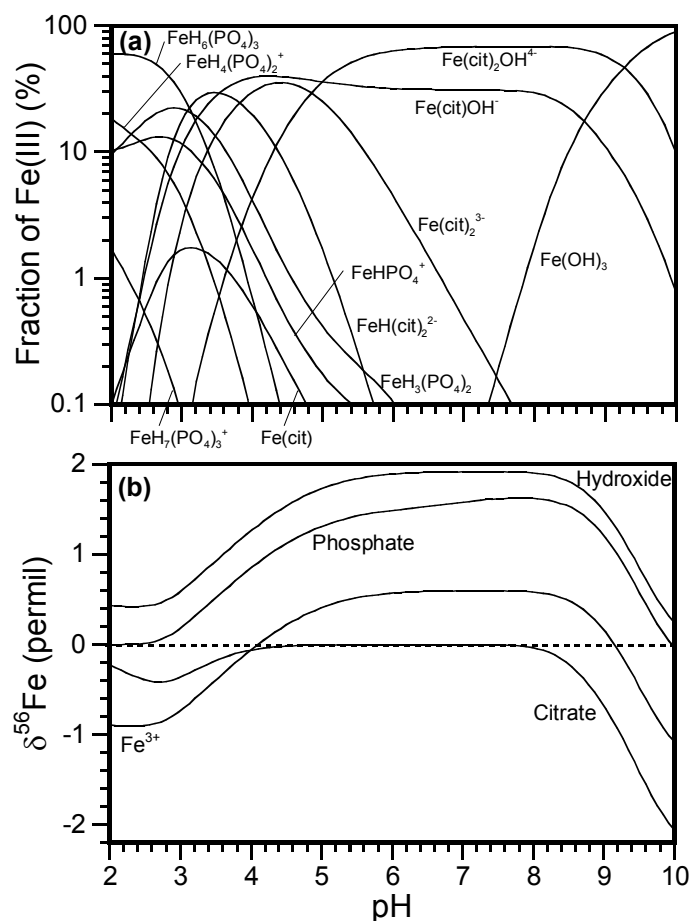 100
(a)
FeH₆(PO₄)₃
FeH₄(PO₄)₂⁺
Fe(cit)₂OH⁴⁻
Fe(cit)OH⁻
10
Fraction of Fe(III) (%)
Fe(cit)₂³⁻
Fe(OH)₃
FeHPO₄⁺
1
FeH(cit)₂²⁻
FeH₃(PO₄)₂
0.1
FeH₇(PO₄)₃⁺
Fe(cit)
2
(b)
Hydroxide
Phosphate
1
δ⁵⁶Fe (permil)
0
Citrate
Fe³⁺
-1
-2
2 3 4 5 6 7 8 9 10
pH